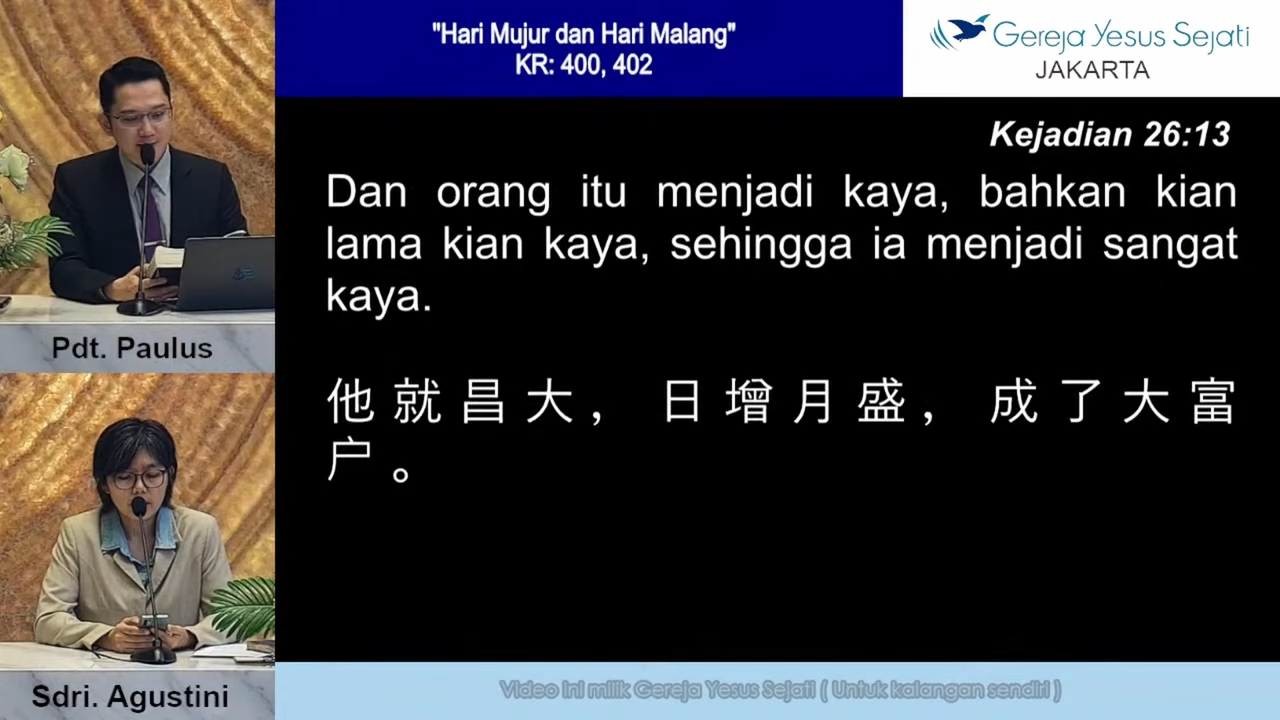 "Hari Mujur dan Hari Malang"
KR: 400, 402
Gereja Yesus Sejati
JAKARTA
Kejadian 26:13
Dan orang itu menjadi kaya, bahkan kian
lama kian kaya, sehingga ia menjadi sangat
kaya.
他就昌大，日增月盛，成了大富
户。
Pdt. Paulus
Sdri. Agustini
Video ini milik Gereja Yesus Sejati ( Untuk kalangan sendiri )